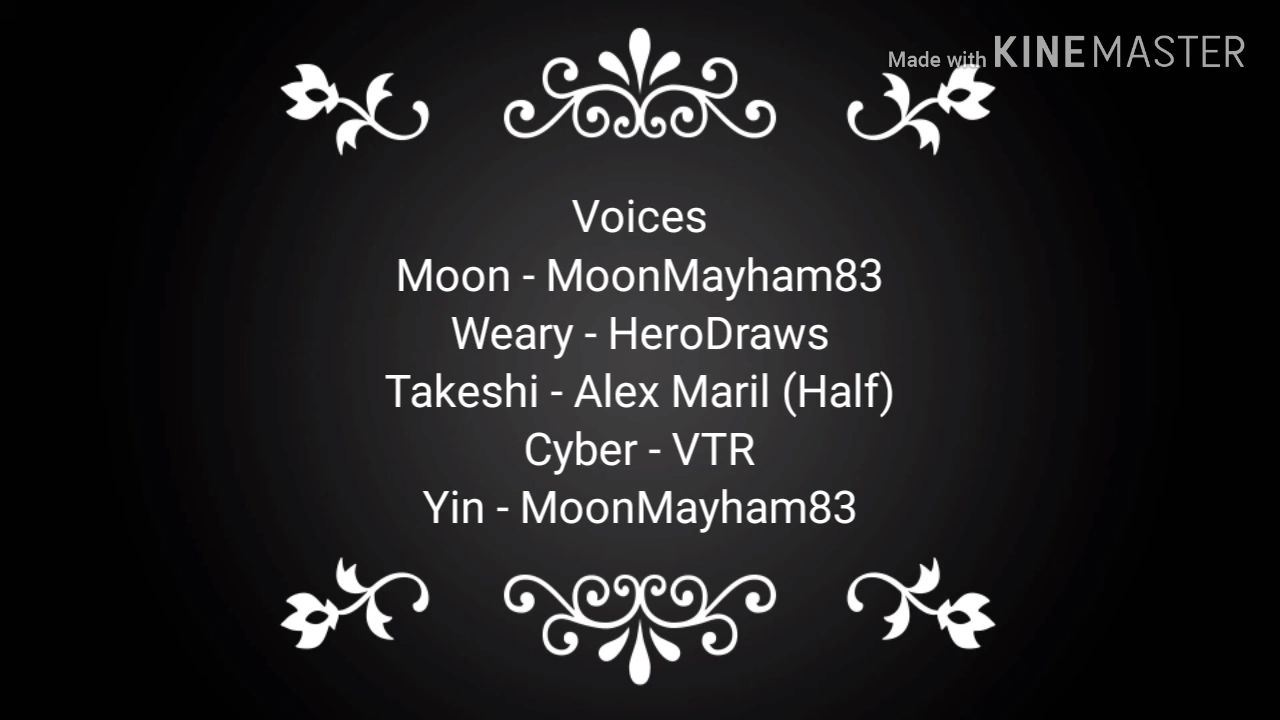 Made with KINEMASTER
Voices
Moon - MoonMayham83
Weary - HeroDraws
Takeshi - Alex Maril (Half)
Cyber - VTR
Yin - MoonMayham83